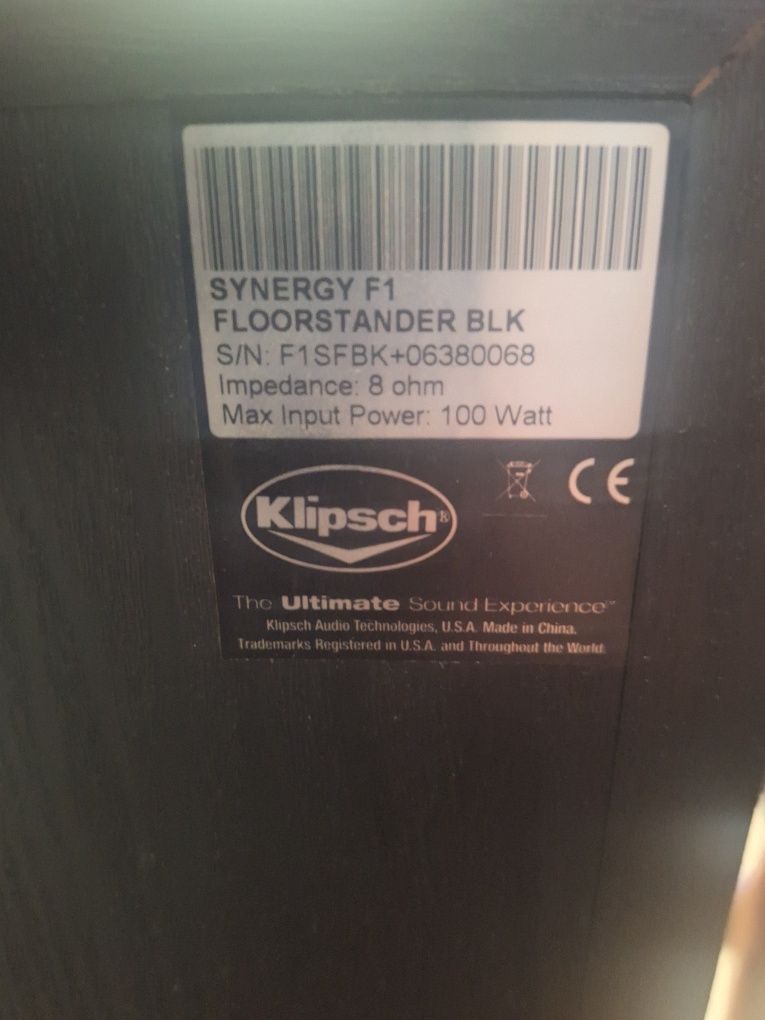 SYNERGY F1
FLOORSTANDER BLK
S/N: F1SFBK+06380068
Impedance: 8 ohm
Max Input Power: 100 Watt
Klipsch®
CE
The Ultimate Sound Experience™
Klipsch Audio Technologies, U.S.A. Made in China.
Trademarks Registered in U.S.A. and Throughout the World.